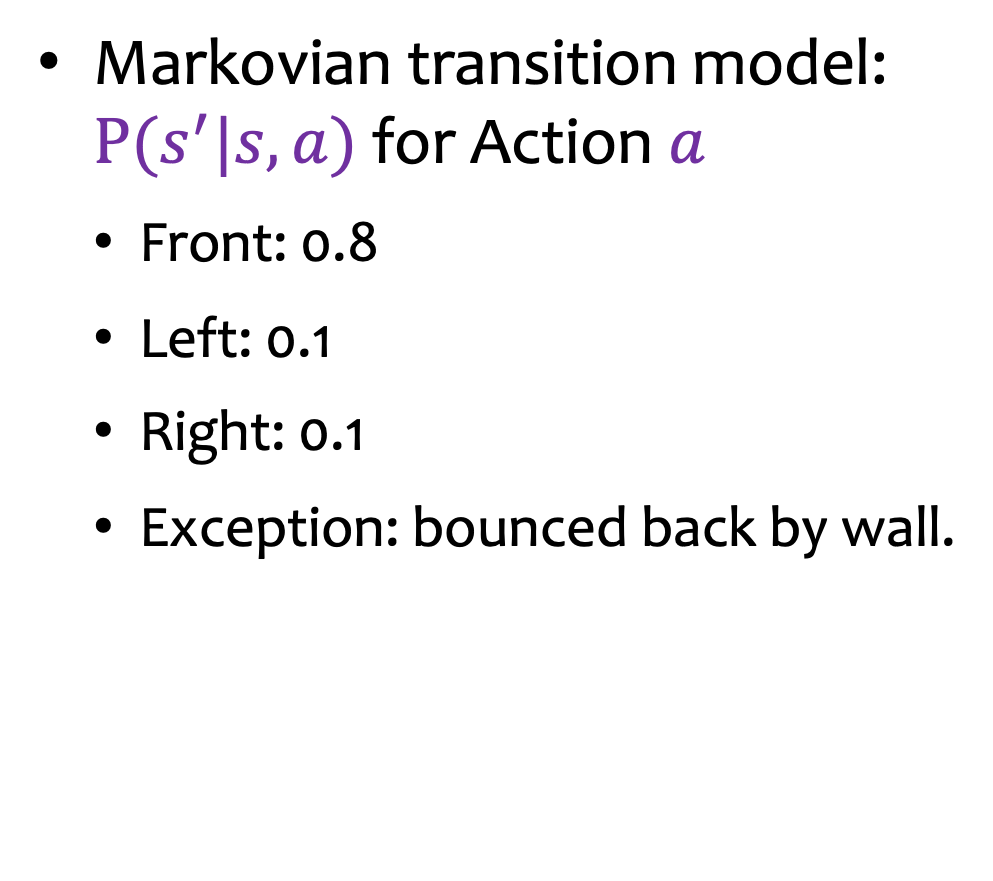 • Markovian transition model:
P(s′|s, a) for Action a
• Front: 0.8
• Left: 0.1
• Right: 0.1
• Exception: bounced back by wall.